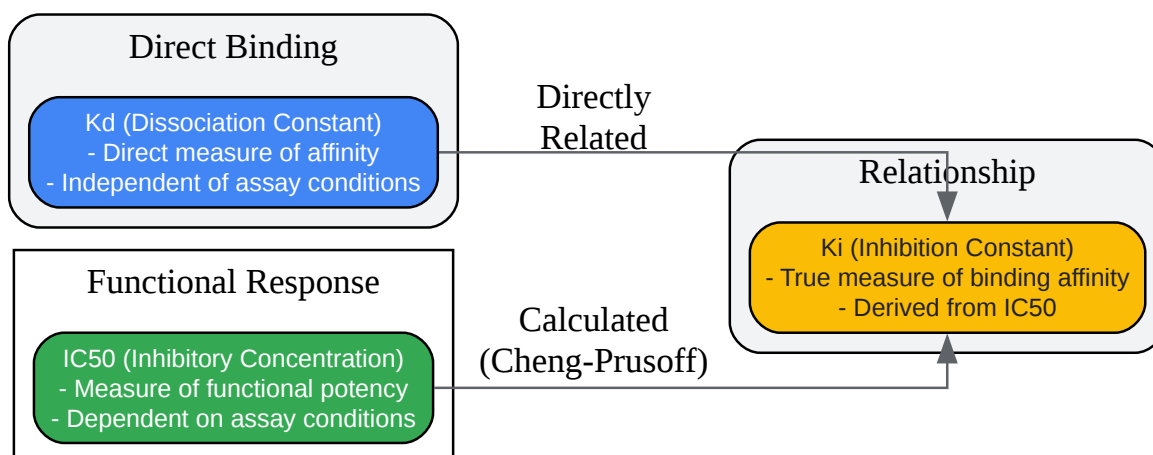 Direct Binding
Kd (Dissociation Constant)
- Direct measure of affinity
- Independent of assay conditions
Directly
Related
Relationship
Ki (Inhibition Constant)
- True measure of binding affinity
- Derived from IC50
Functional Response
IC50 (Inhibitory Concentration)
- Measure of functional potency
- Dependent on assay conditions
Calculated
(Cheng-Prusoff)